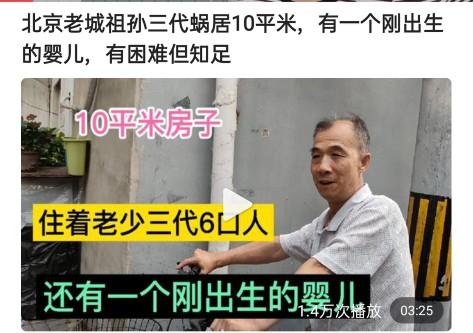 北京老城祖孙三代蜗居10平米，有一个刚出生
的婴儿，有困难但知足
10平米房子
住着老少三代6口人
还有一个刚出生的婴儿
1.4万次播放
03:25